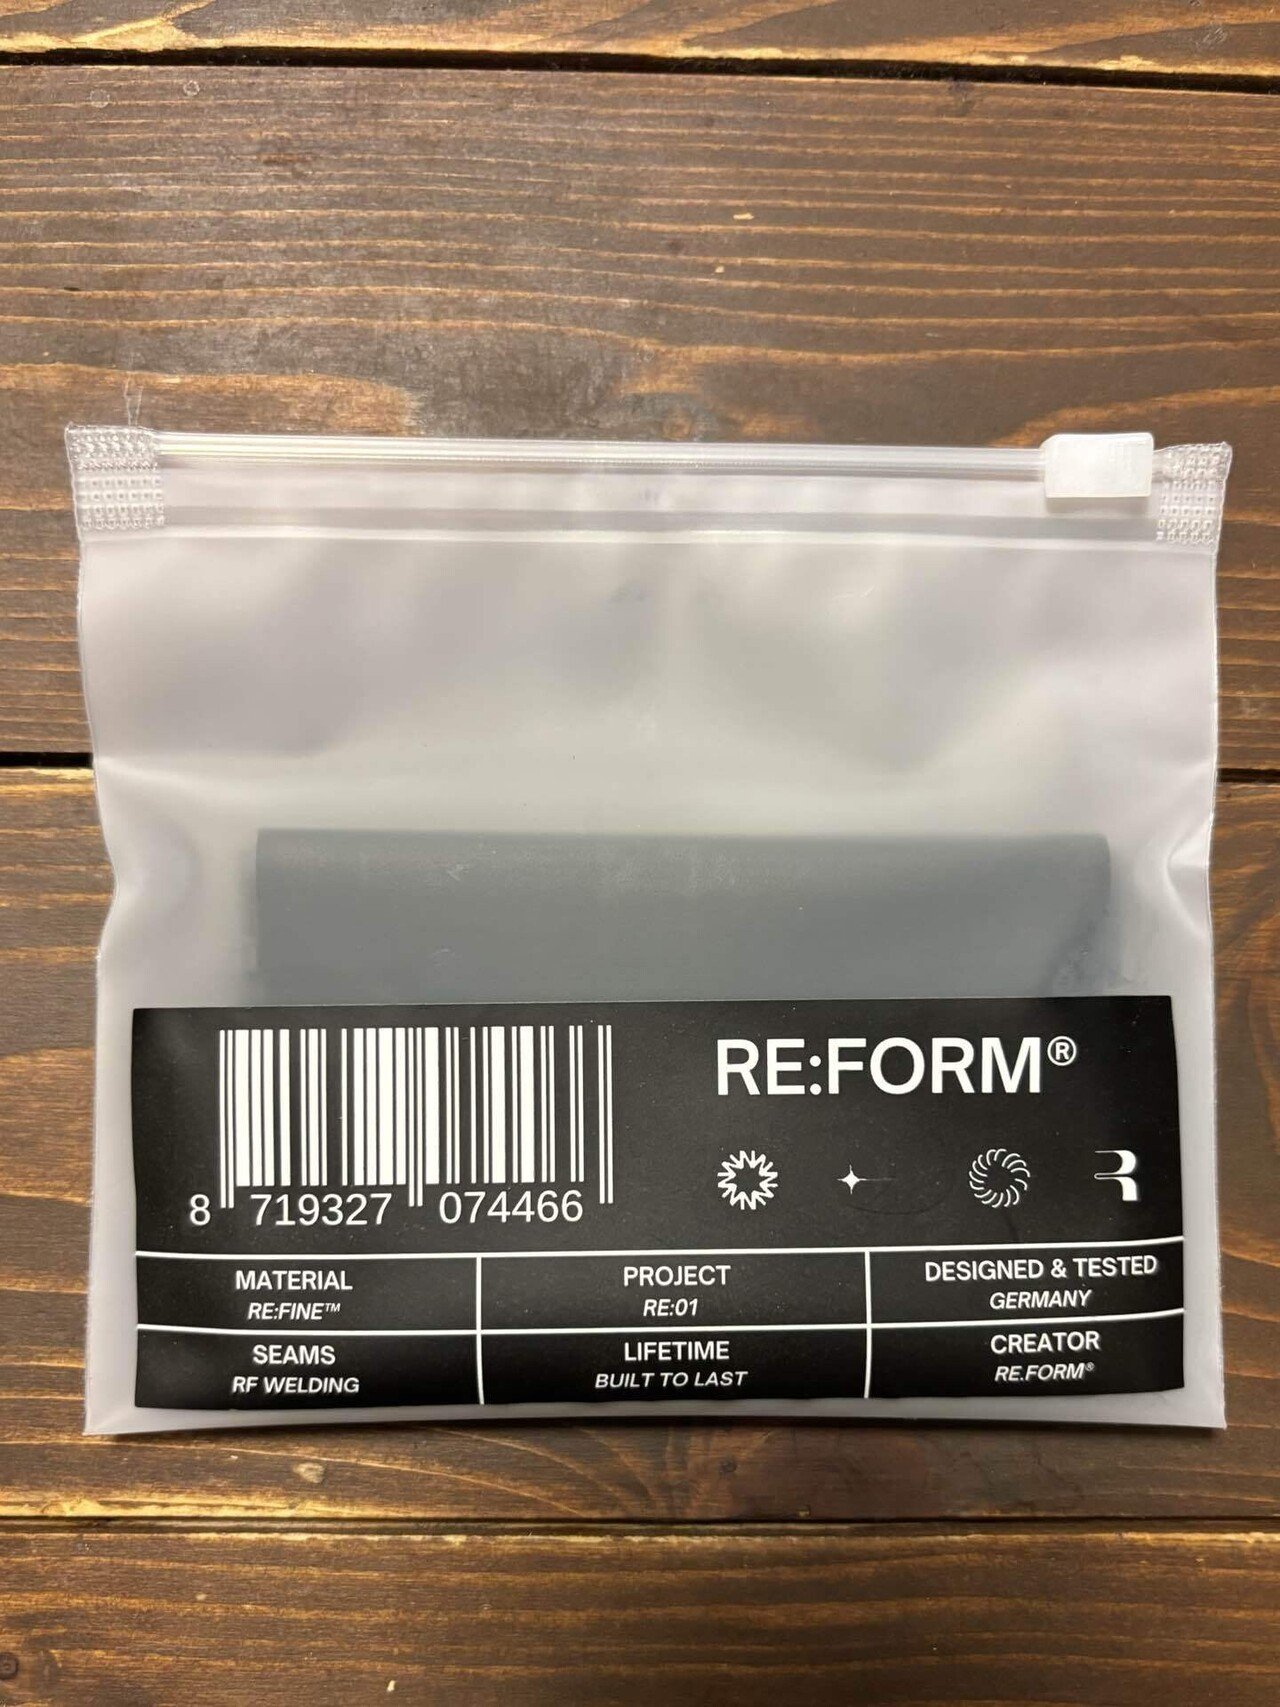 RE:FORM®
8 719327 074466
MATERIAL
RE:FINE™
PROJECT
RE:01
DESIGNED & TESTED
GERMANY
SEAMS
RF WELDING
LIFETIME
BUILT TO LAST
CREATOR
RE.FORM®